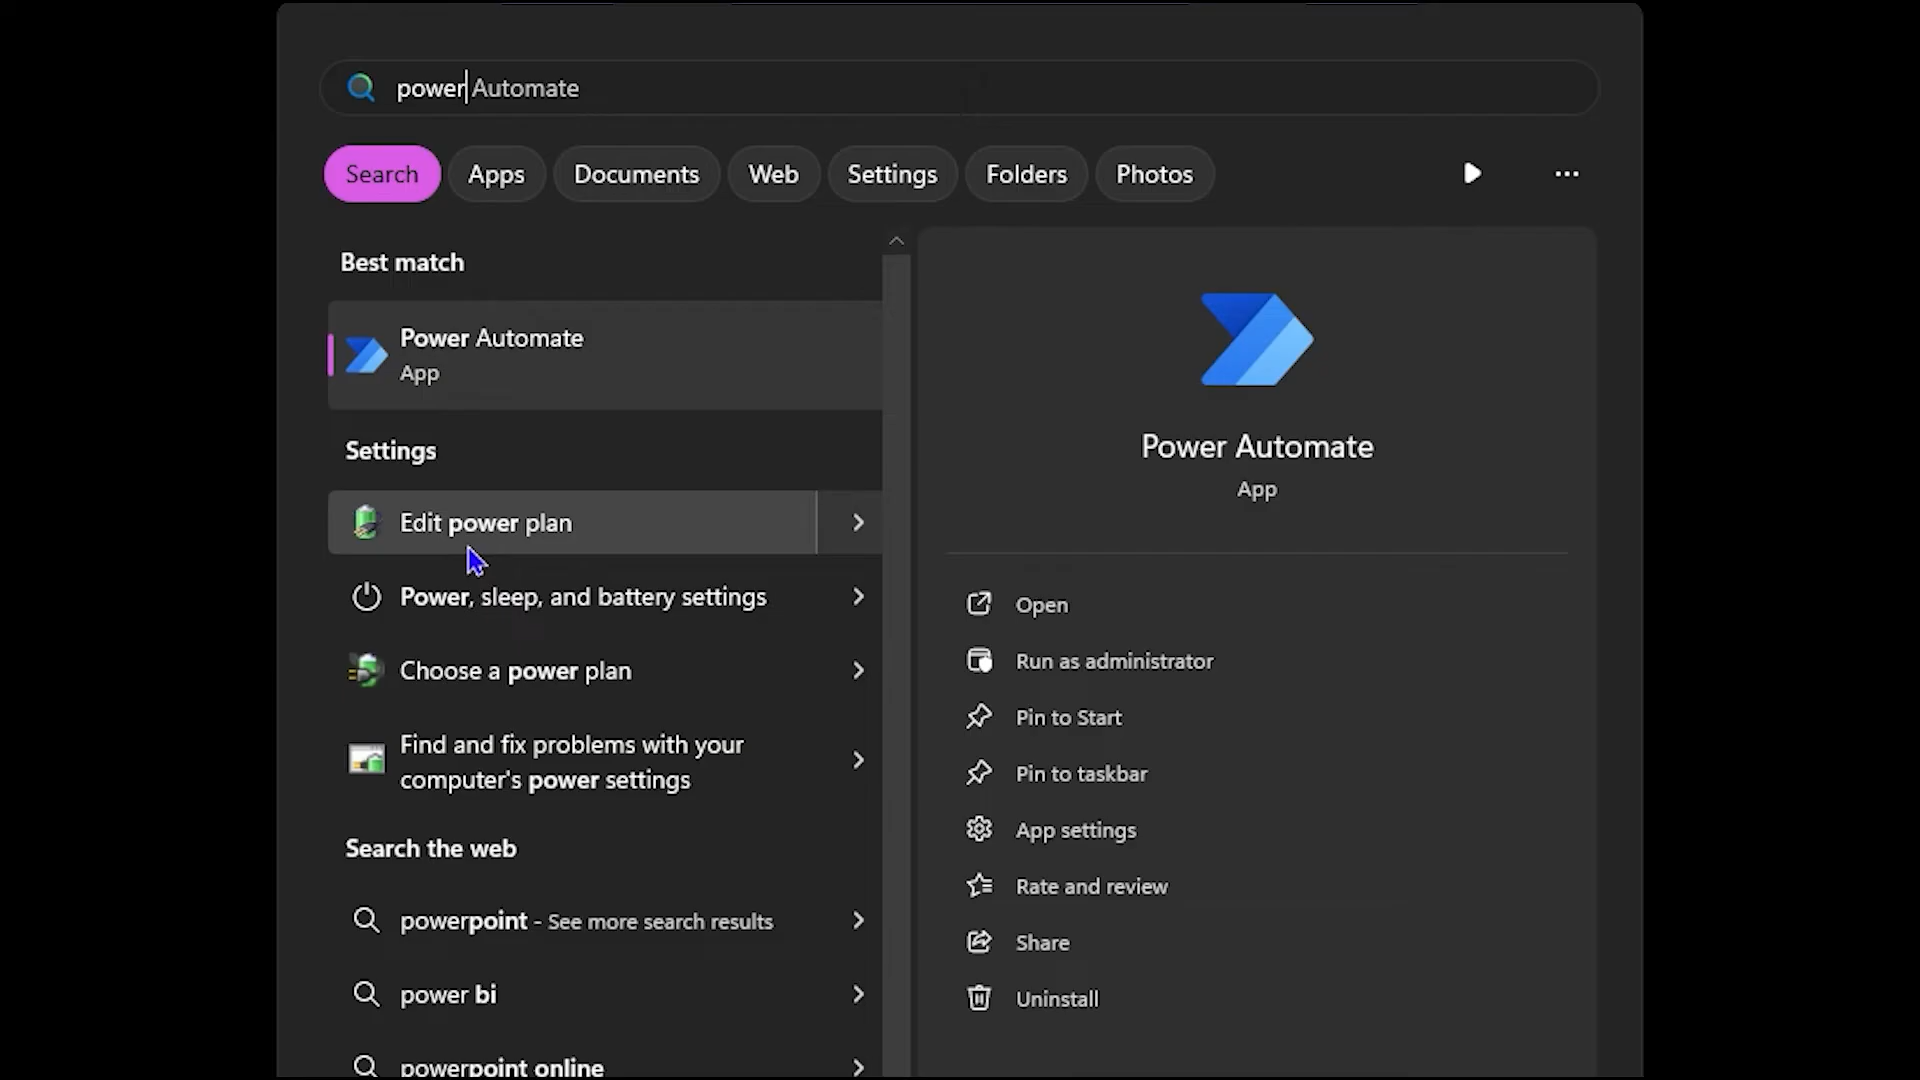 power Automate
Search Apps Documents Web Settings Folders Photos
Best match
Power Automate
App
Settings
Edit power plan
Power, sleep, and battery settings
Choose a power plan
Find and fix problems with your
computer's power settings
Search the web
powerpoint - See more search results
power bi
powerpoint online
Power Automate
App
Open
Run as administrator
Pin to Start
Pin to taskbar
App settings
Rate and review
Share
Uninstall